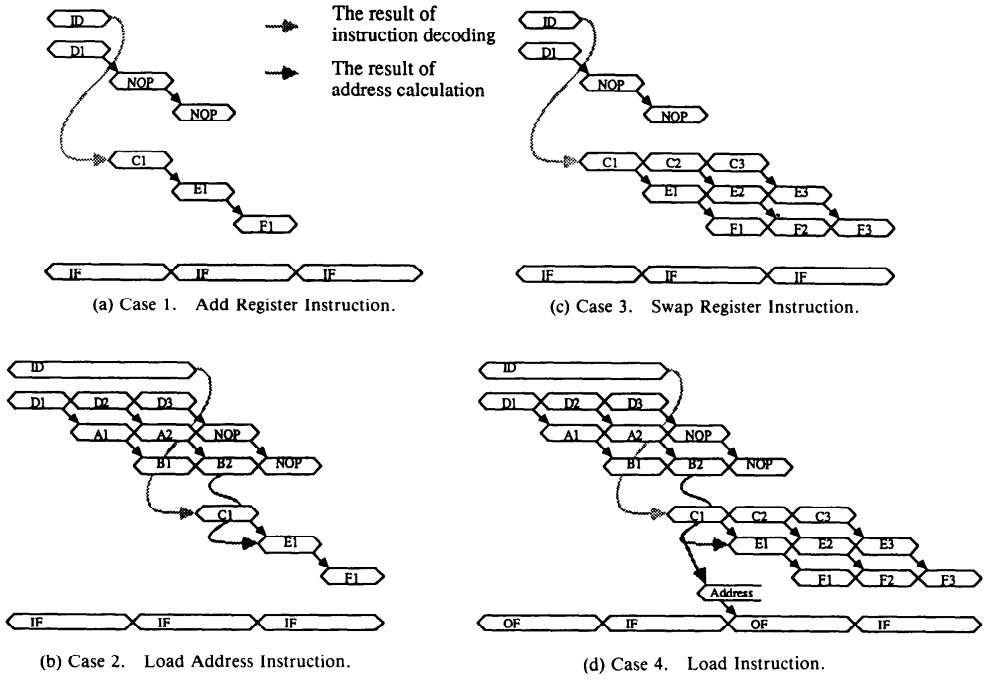 ID
D1
NOP
NOP
C1
E1
F1
IF IF IF
(a) Case 1. Add Register Instruction.
The result of
instruction decoding
The result of
address calculation
ID
D1
NOP
NOP
C1 C2 C3
E1 E2 E3
F1 F2 F3
IF IF IF
(c) Case 3. Swap Register Instruction.
ID
D1 D2 D3
A1 A2 NOP
B1 B2 NOP
C1
E1
F1
IF IF IF
(b) Case 2. Load Address Instruction.
ID
D1 D2 D3
A1 A2 NOP
B1 B2 NOP
C1 C2 C3
E1 E2 E3
F1 F2 F3
Address
OF IF OF IF
(d) Case 4. Load Instruction.